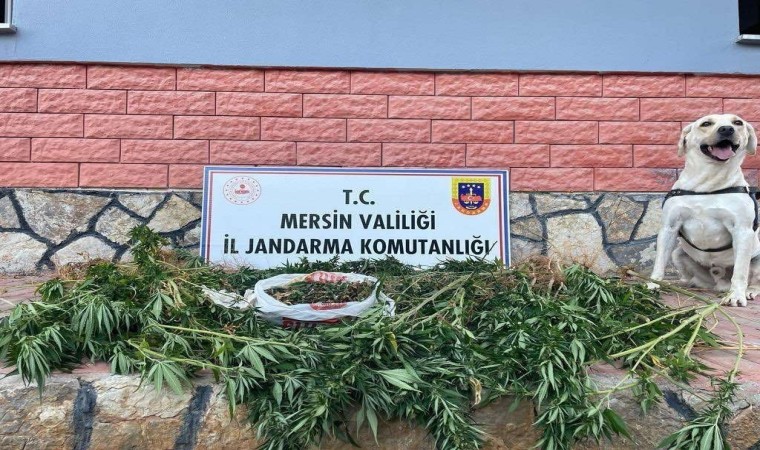 T.C.
MERSİN VALİLİĞİ
İL JANDARMA KOMUTANLIĞI